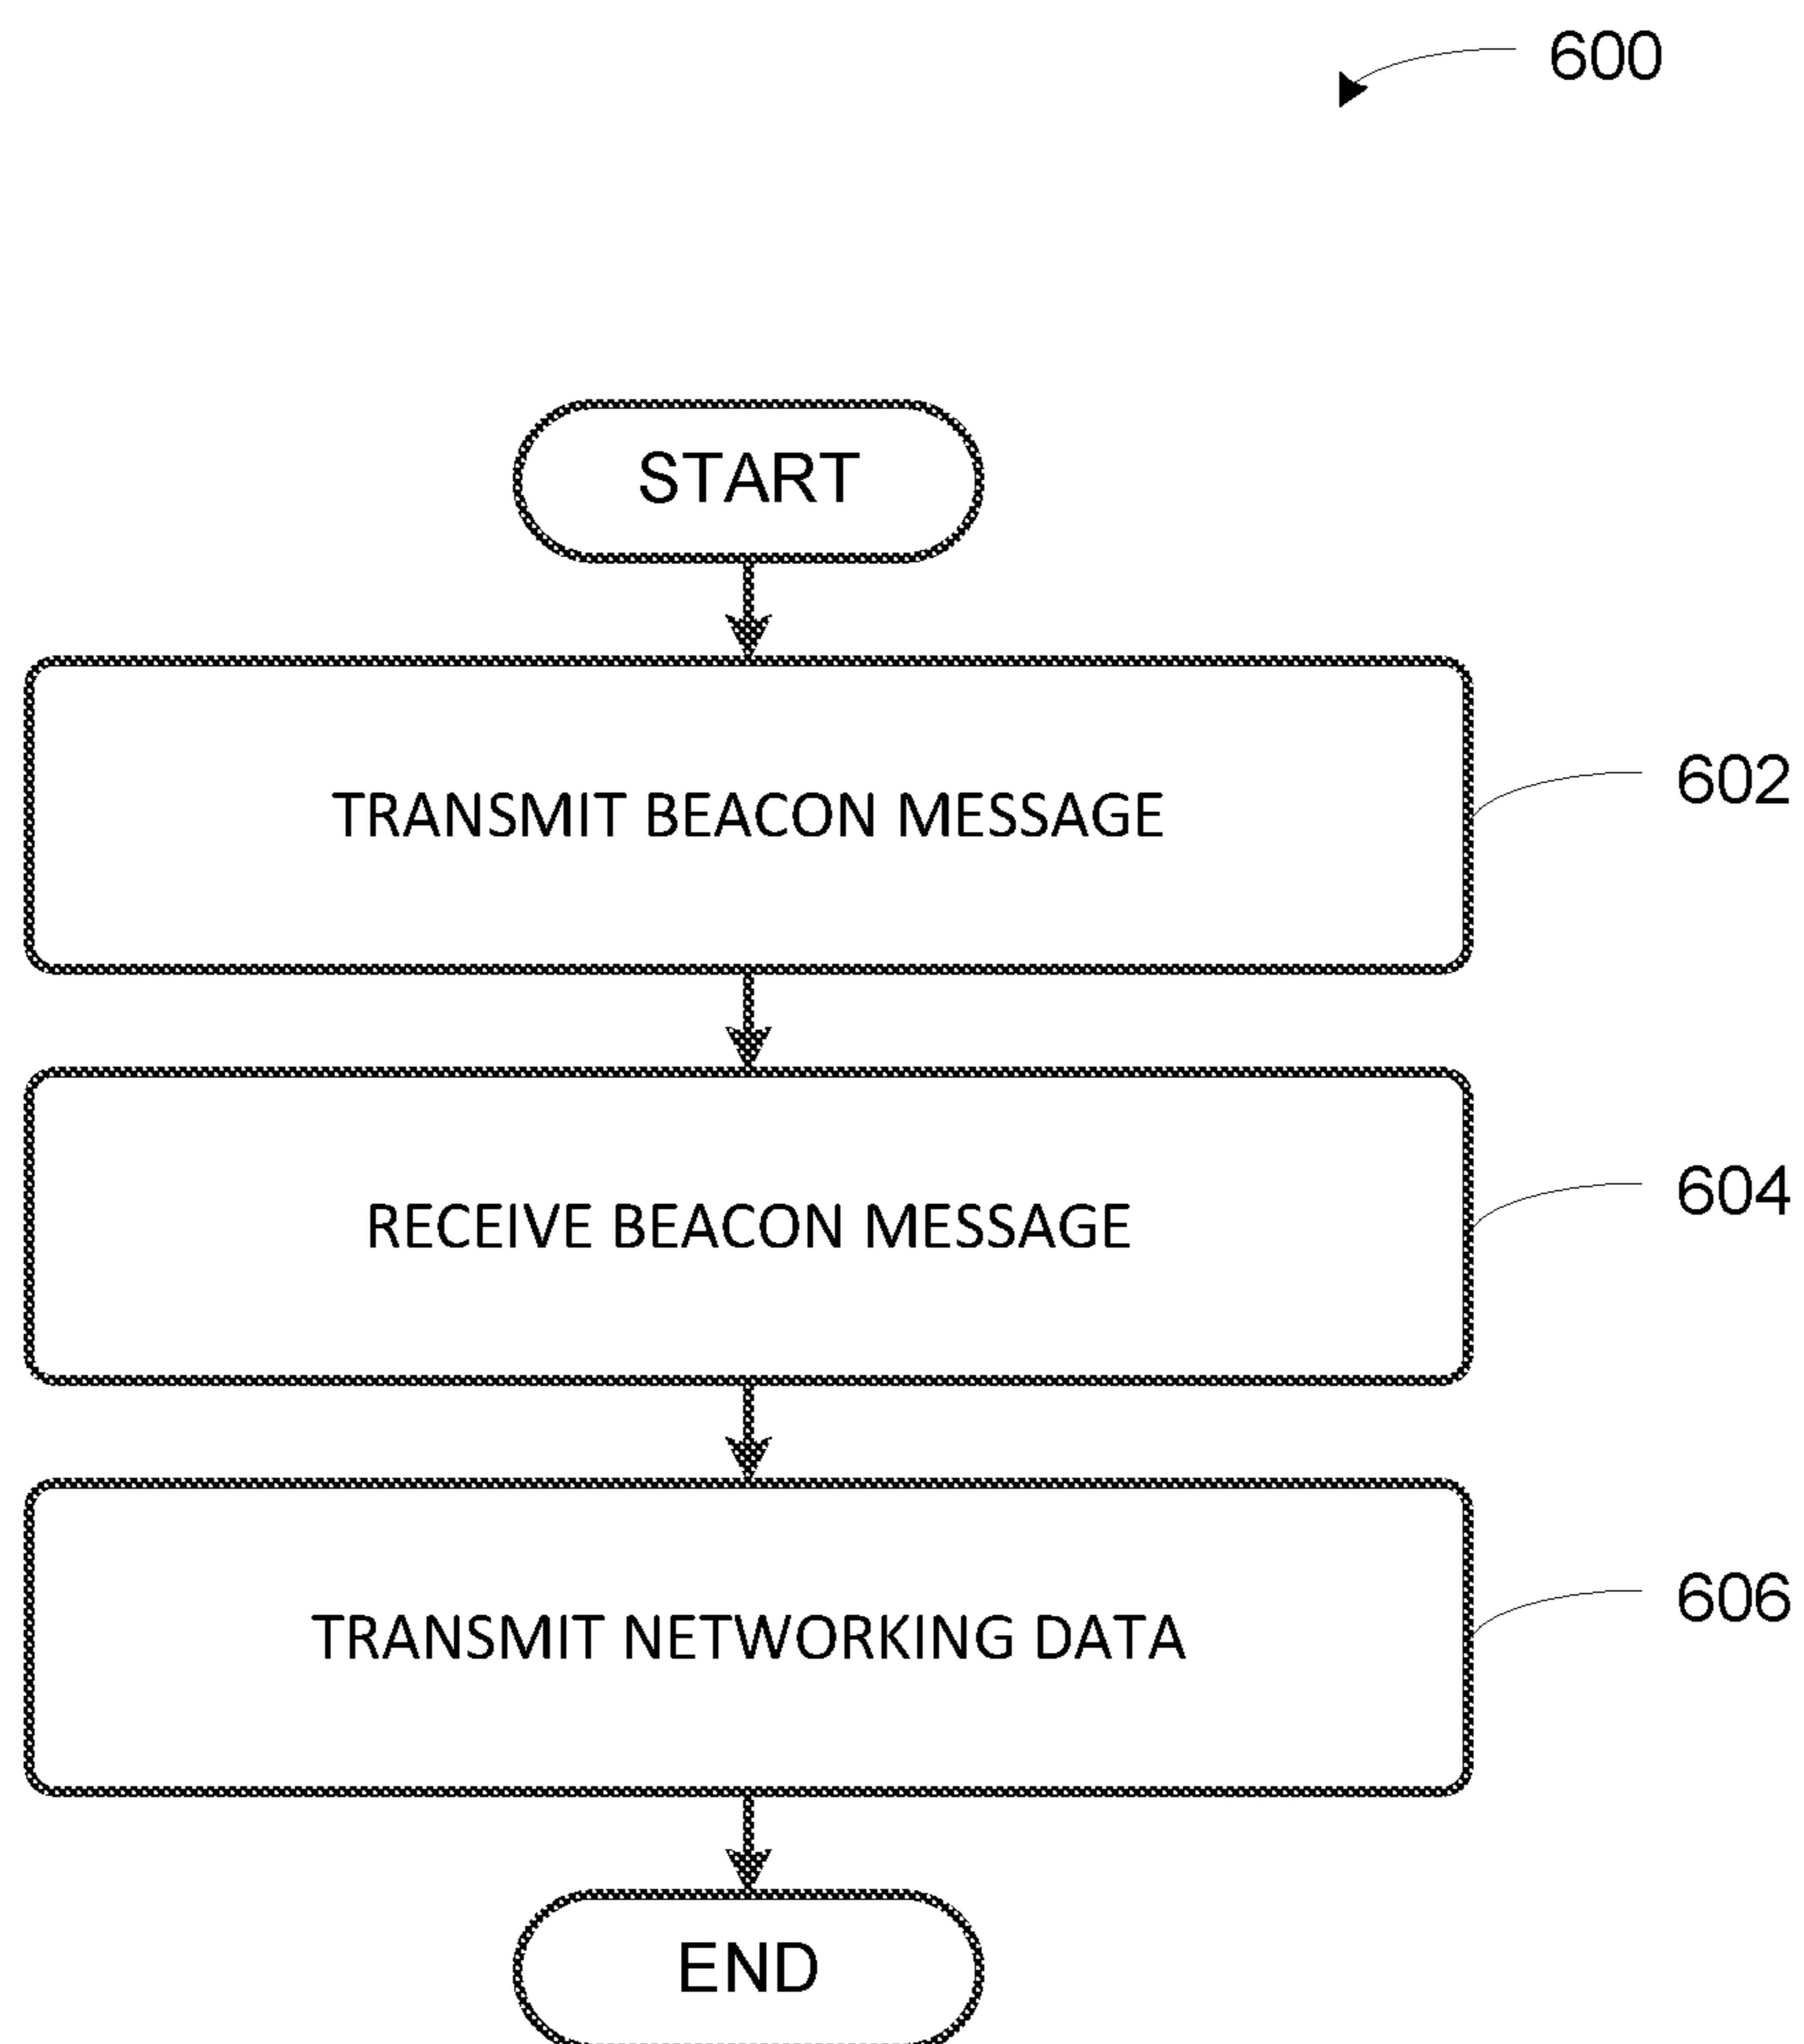 600
START
TRANSMIT BEACON MESSAGE
602
RECEIVE BEACON MESSAGE
604
TRANSMIT NETWORKING DATA
606
END